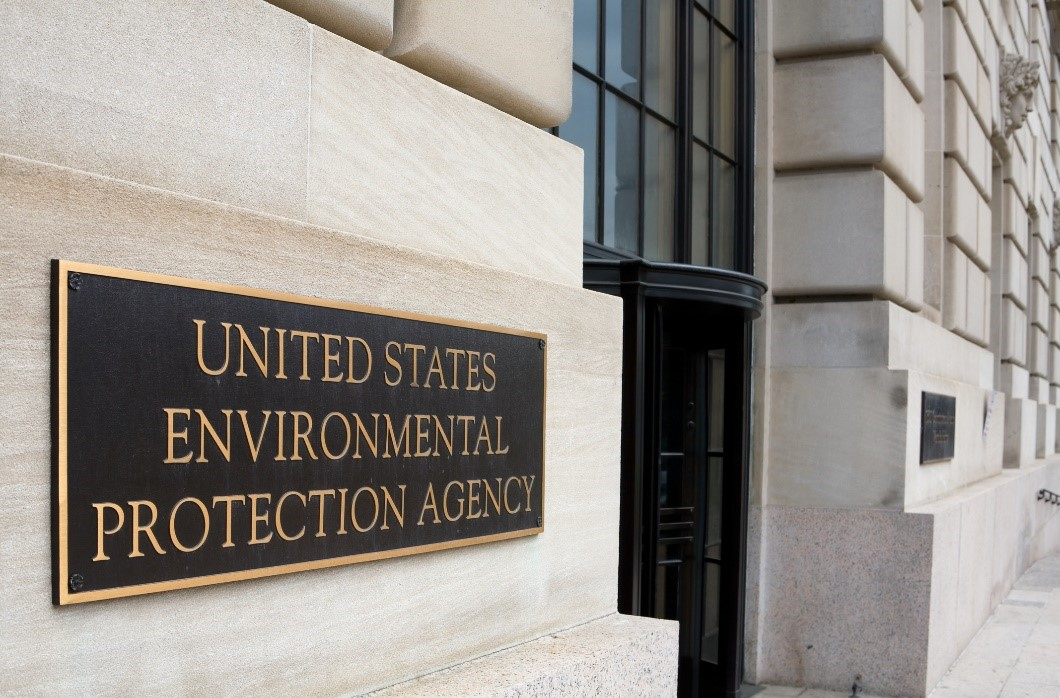 UNITED STATES
ENVIRONMENTAL
PROTECTION AGENCY